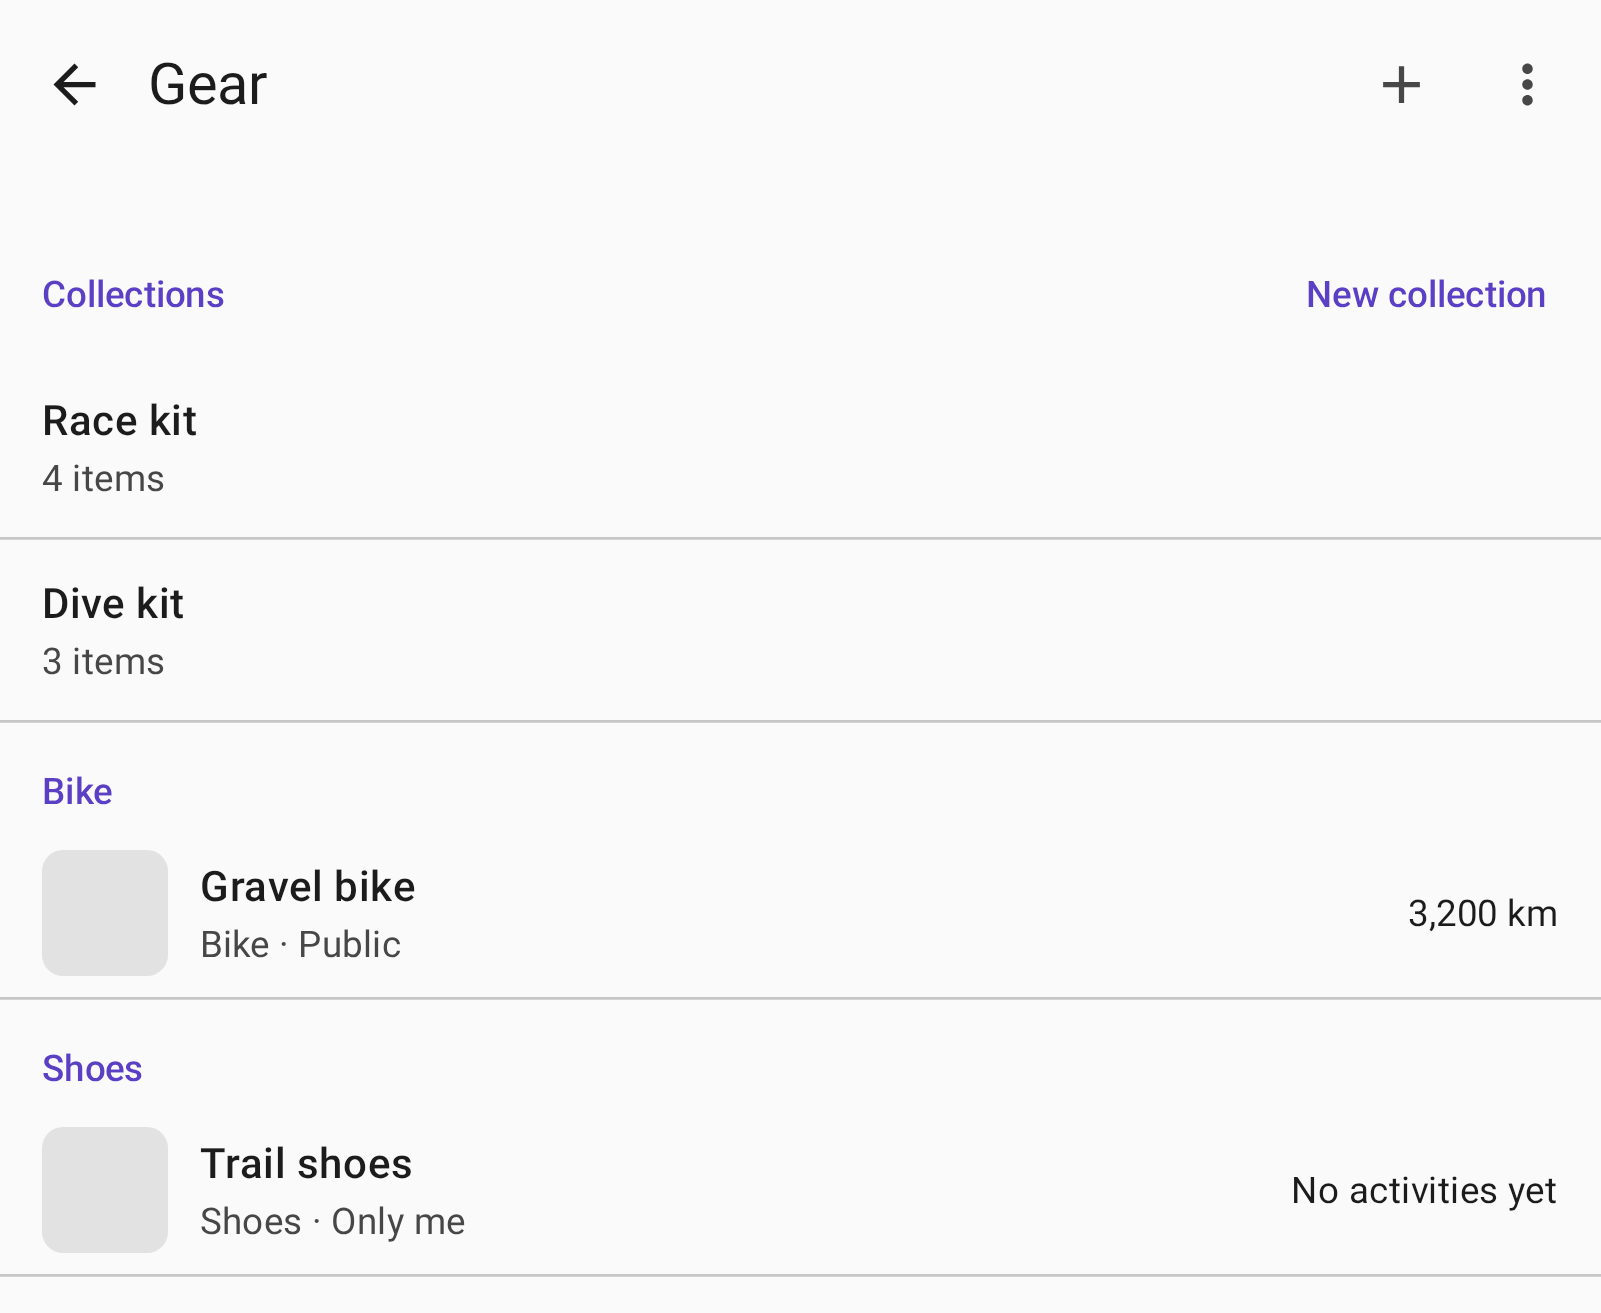 Gear
Collections
New collection
Race kit
4 items
Dive kit
3 items
Bike
Gravel bike
Bike · Public
3,200 km
Shoes
Trail shoes
Shoes · Only me
No activities yet